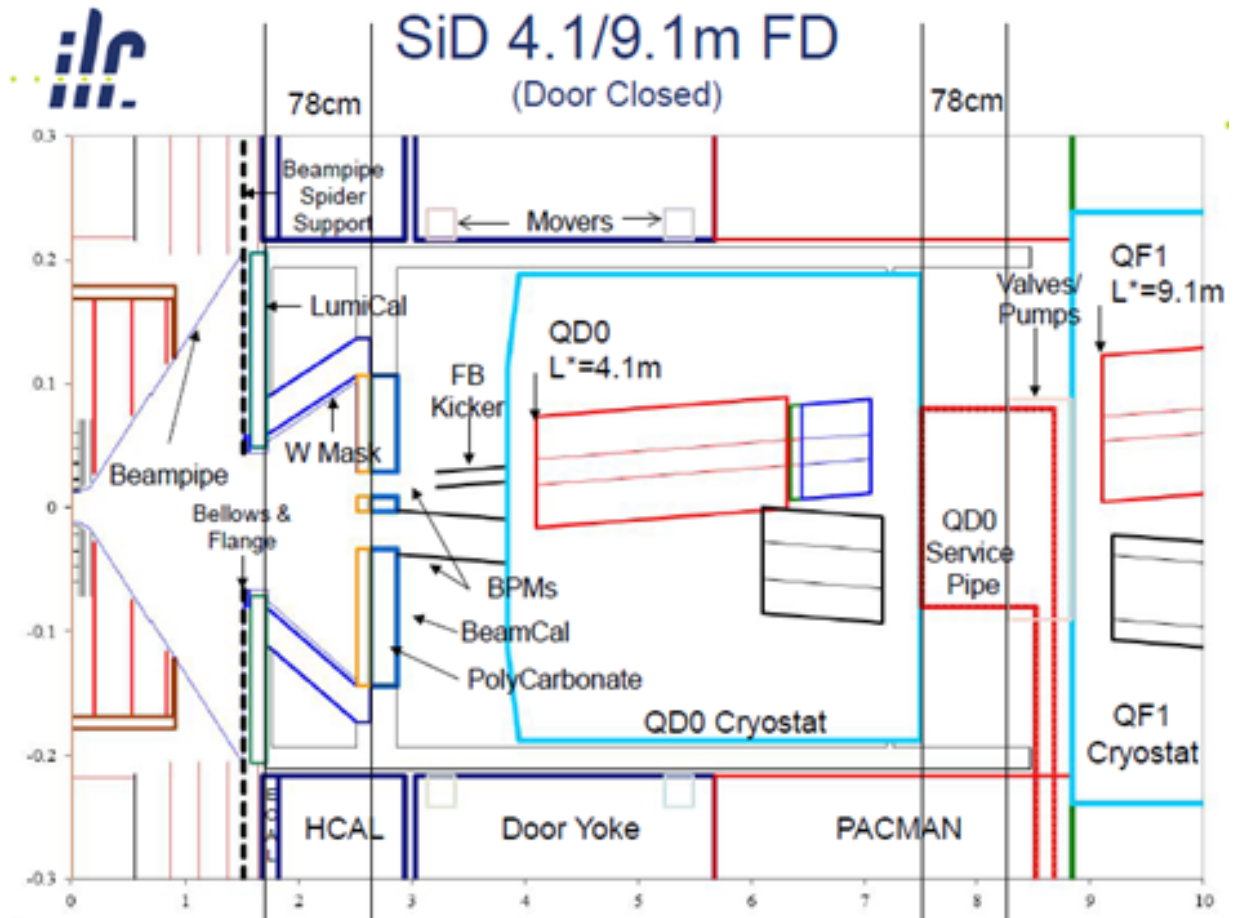 ilc
SiD 4.1/9.1m FD
(Door Closed)
78cm
78cm
0.3
Beampipe
Spider
Support
Movers
0.2
LumiCal
Valves/
Pumps
QF1
L*=9.1m
QD0
L*=4.1m
0.1
FB
Kicker
W Mask
Beampipe
0
Bellows &
Flange
QD0
Service
Pipe
BPMs
-0.1
BeamCal
PolyCarbonate
QD0 Cryostat
QF1
Cryostat
-0.2
ECAL
HCAL
Door Yoke
PACMAN
-0.3
0 1 2 3 4 5 6 7 8 9 10